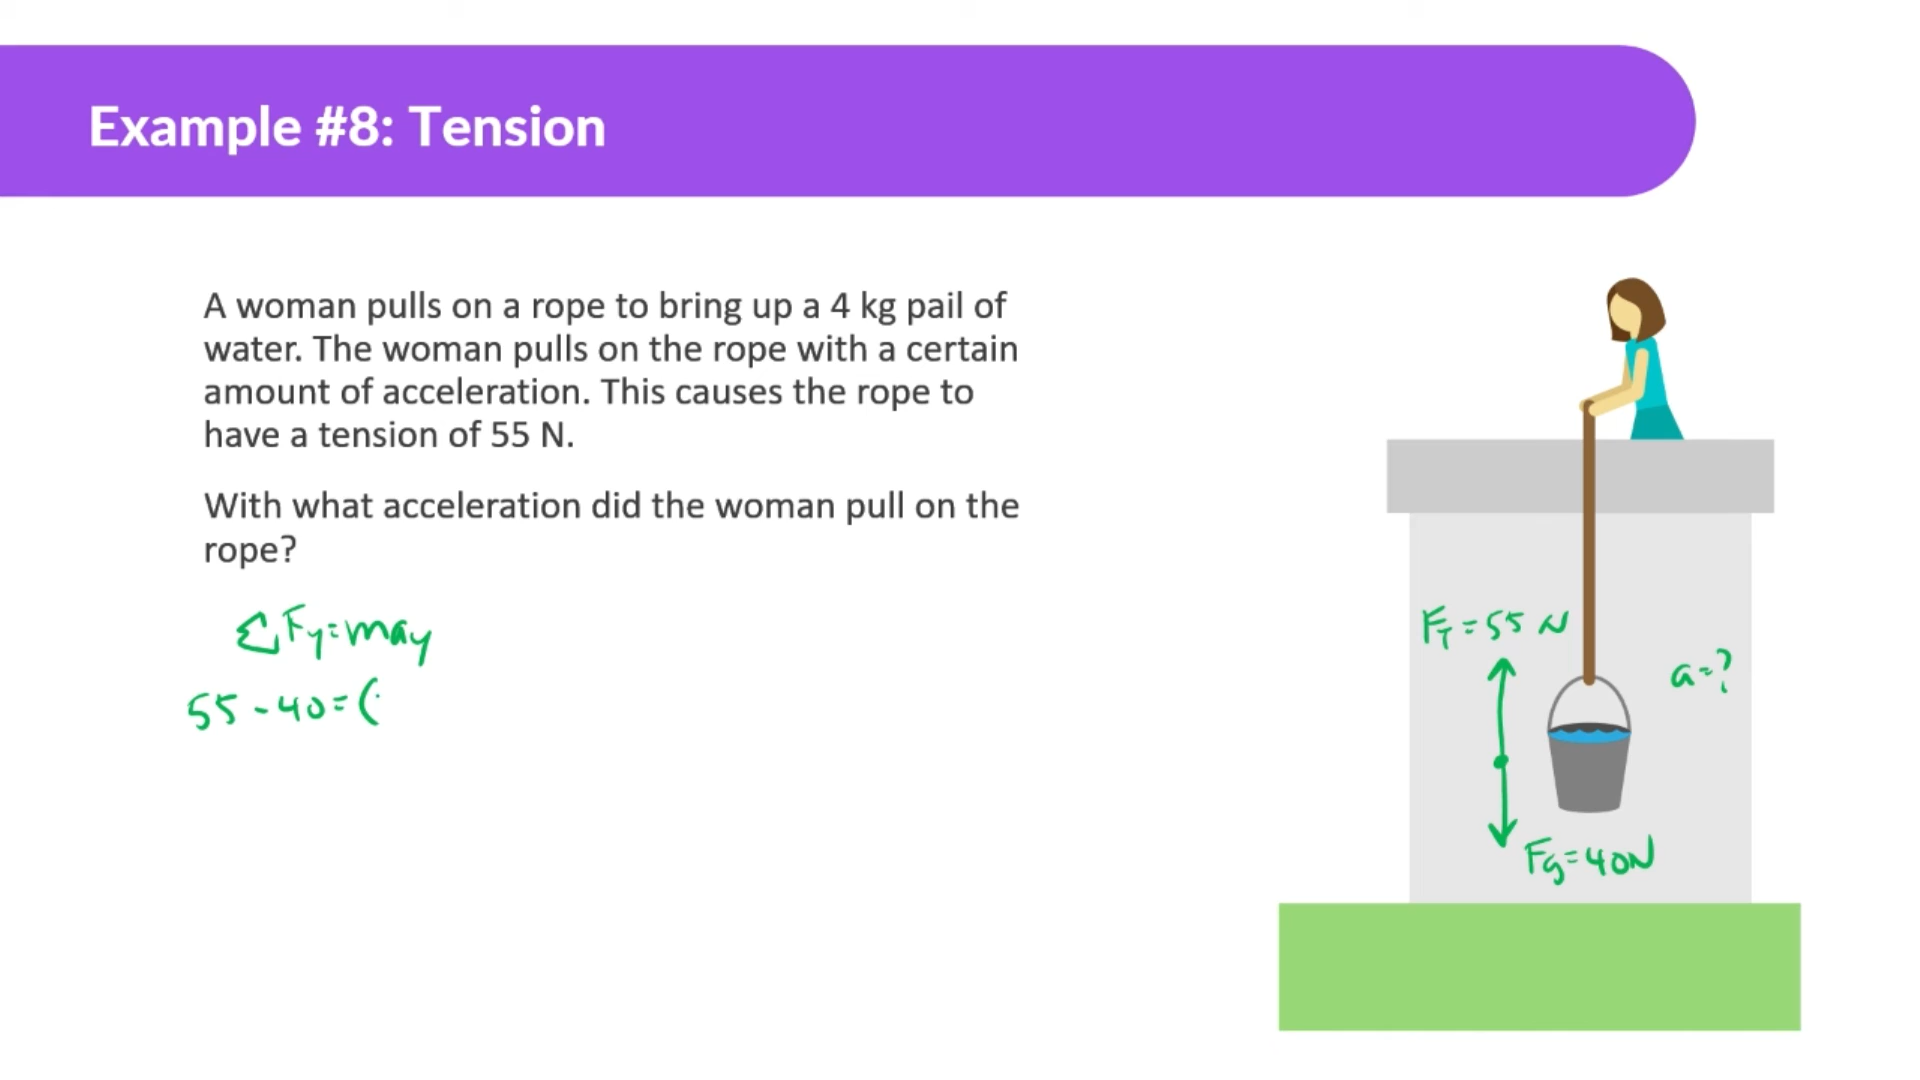 Example #8: Tension
A woman pulls on a rope to bring up a 4 kg pail of
water. The woman pulls on the rope with a certain
amount of acceleration. This causes the rope to
have a tension of 55 N.
With what acceleration did the woman pull on the
rope?
ΣFy=may
55-40=(
FT=55 N
a=?
Fg=40N